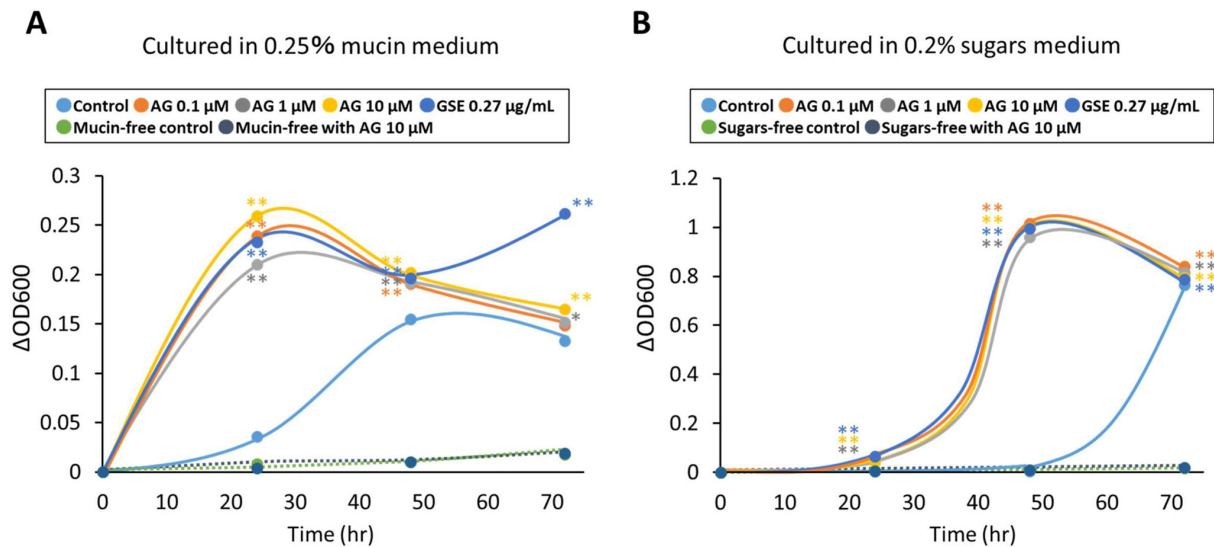 A
Cultured in 0.25% mucin medium
Control AG 0.1 µM AG 1 µM AG 10 µM GSE 0.27 µg/mL
Mucin-free control Mucin-free with AG 10 µM
0.3
0.25
0.2
0.15
0.1
0.05
0
ΔOD600
**
**
**
**
**
**
**
**
**
**
*
0 10 20 30 40 50 60 70
Time (hr)
B
Cultured in 0.2% sugars medium
Control AG 0.1 µM AG 1 µM AG 10 µM GSE 0.27 µg/mL
Sugars-free control Sugars-free with AG 10 µM
1.2
1
0.8
0.6
0.4
0.2
0
ΔOD600
**
**
**
**
**
**
**
**
**
**
**
0 10 20 30 40 50 60 70
Time (hr)